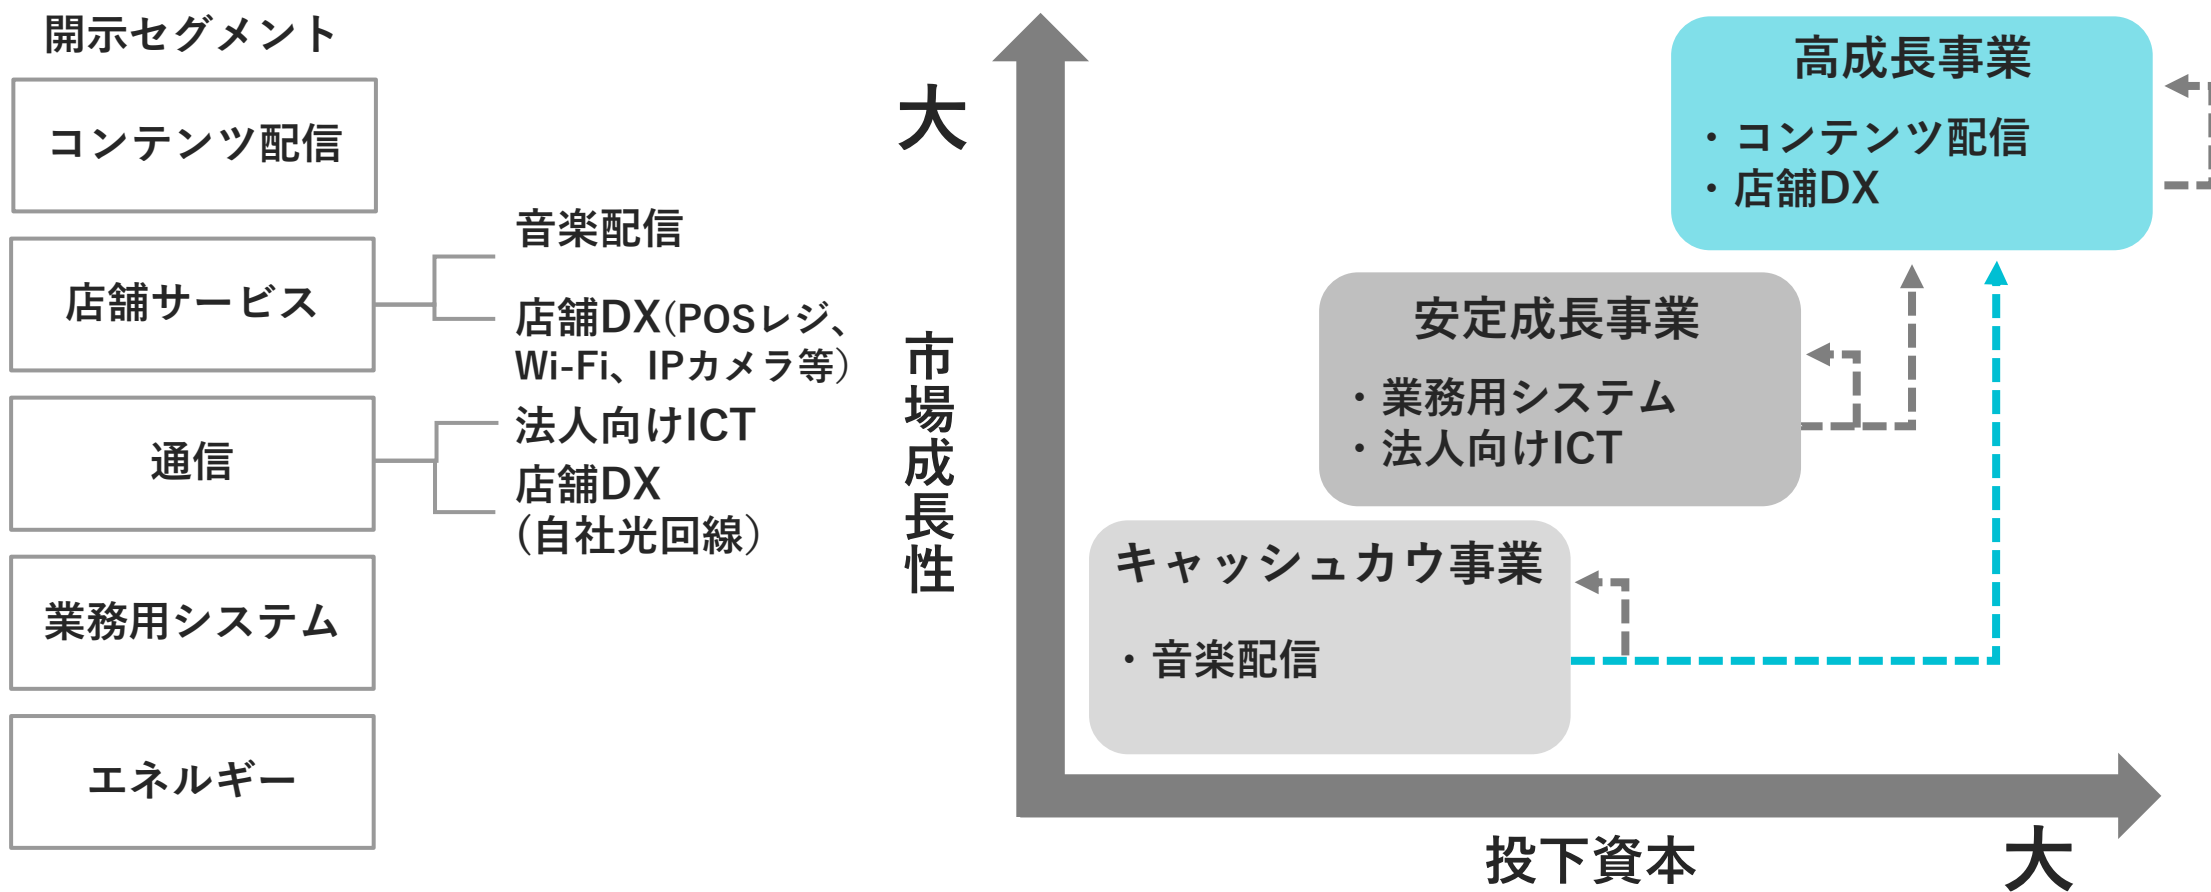 開示セグメント
コンテンツ配信
店舗サービス
音楽配信
店舗DX(POSレジ、
Wi-Fi、IPカメラ等）
通信
法人向けICT
店舗DX
(自社光回線）
業務用システム
エネルギー
大
市場成長性
高成長事業
・コンテンツ配信
・店舗DX
安定成長事業
・業務用システム
・法人向けICT
キャッシュカウ事業
・音楽配信
投下資本
大